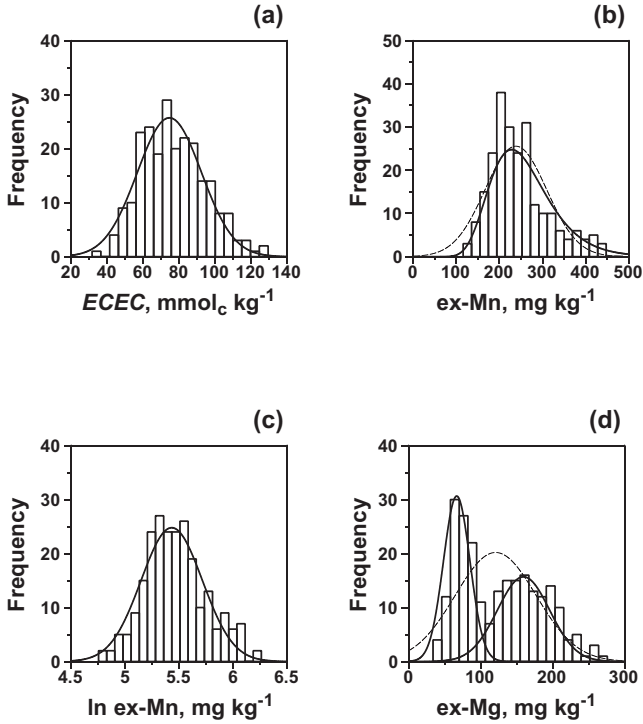 (a)
(b)
40
30
20
10
0
Frequency
20 40 60 80 100 120 140
ECEC, mmolc kg-1
50
40
30
20
10
0
Frequency
0 100 200 300 400 500
ex-Mn, mg kg-1
(c)
(d)
40
30
20
10
0
Frequency
4.5 5 5.5 6 6.5
ln ex-Mn, mg kg-1
40
30
20
10
0
Frequency
0 100 200 300
ex-Mg, mg kg-1